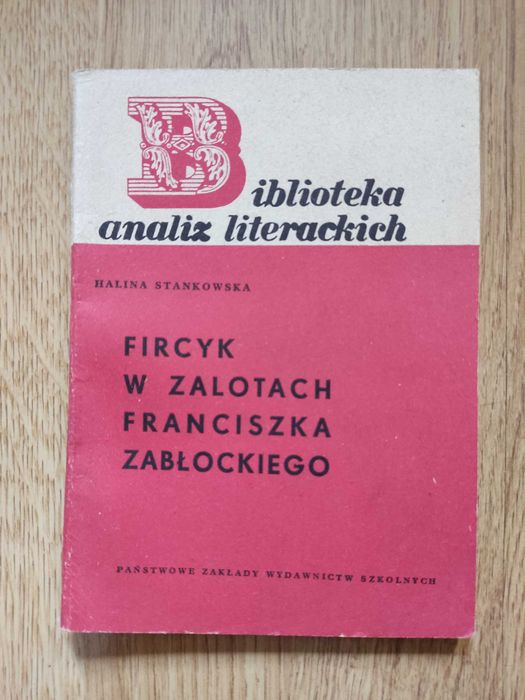 Biblioteka
analiz literackich
HALINA STANKOWSKA
FIRCYK
W ZALOTACH
FRANCISZKA
ZABŁOCKIEGO
PAŃSTWOWE ZAKŁADY WYDAWNICTW SZKOLNYCH